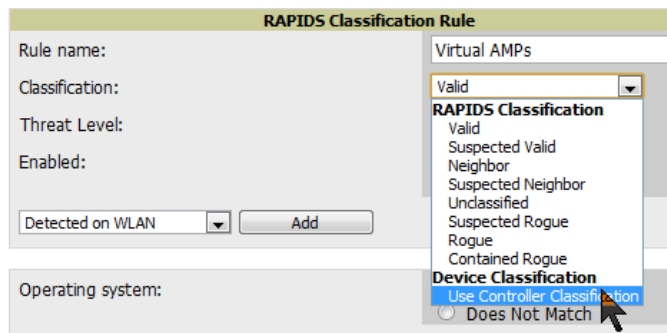 RAPIDS Classification Rule
Rule name:
Virtual AMPs
Classification:
Valid
Threat Level:
Enabled:
RAPIDS Classification
Valid
Suspected Valid
Neighbor
Suspected Neighbor
Unclassified
Suspected Rogue
Rogue
Contained Rogue
Device Classification
Use Controller Classification
Detected on WLAN
Add
Operating system:
Does Not Match